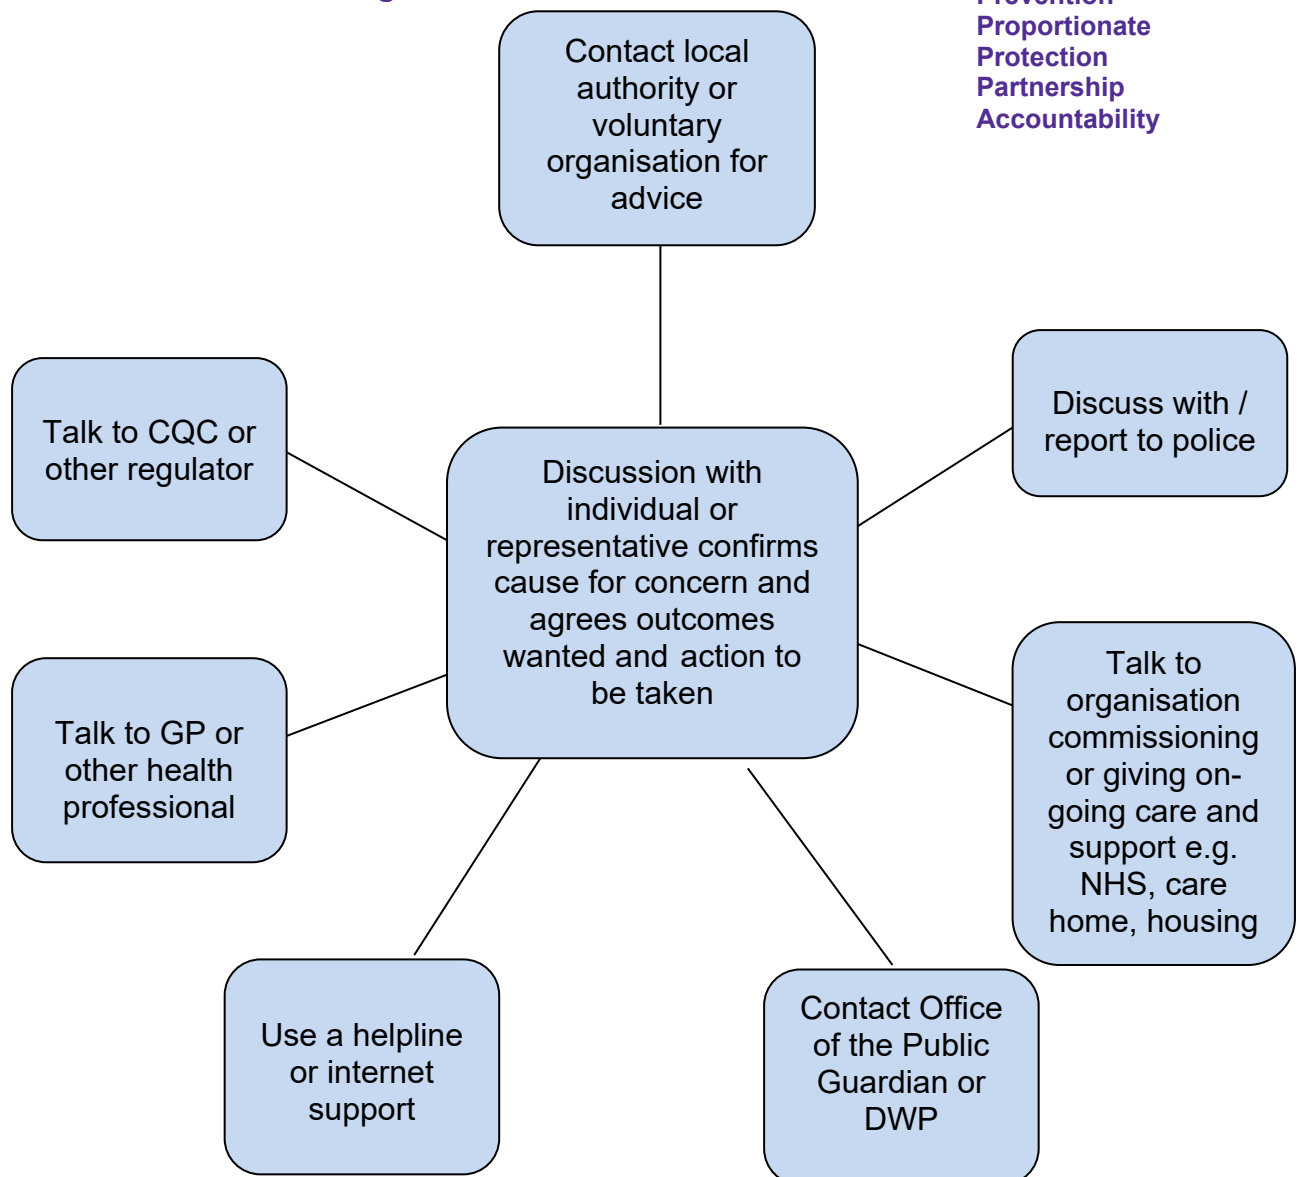 Prevention
Proportionate
Protection
Partnership
Accountability
Contact local
authority or
voluntary
organisation for
advice
Discuss with /
report to police
Talk to CQC or
other regulator
Discussion with
individual or
representative confirms
cause for concern and
agrees outcomes
wanted and action to
be taken
Talk to
organisation
commissioning
or giving on-
going care and
support e.g.
NHS, care
home, housing
Talk to GP or
other health
professional
Use a helpline
or internet
support
Contact Office
of the Public
Guardian or
DWP